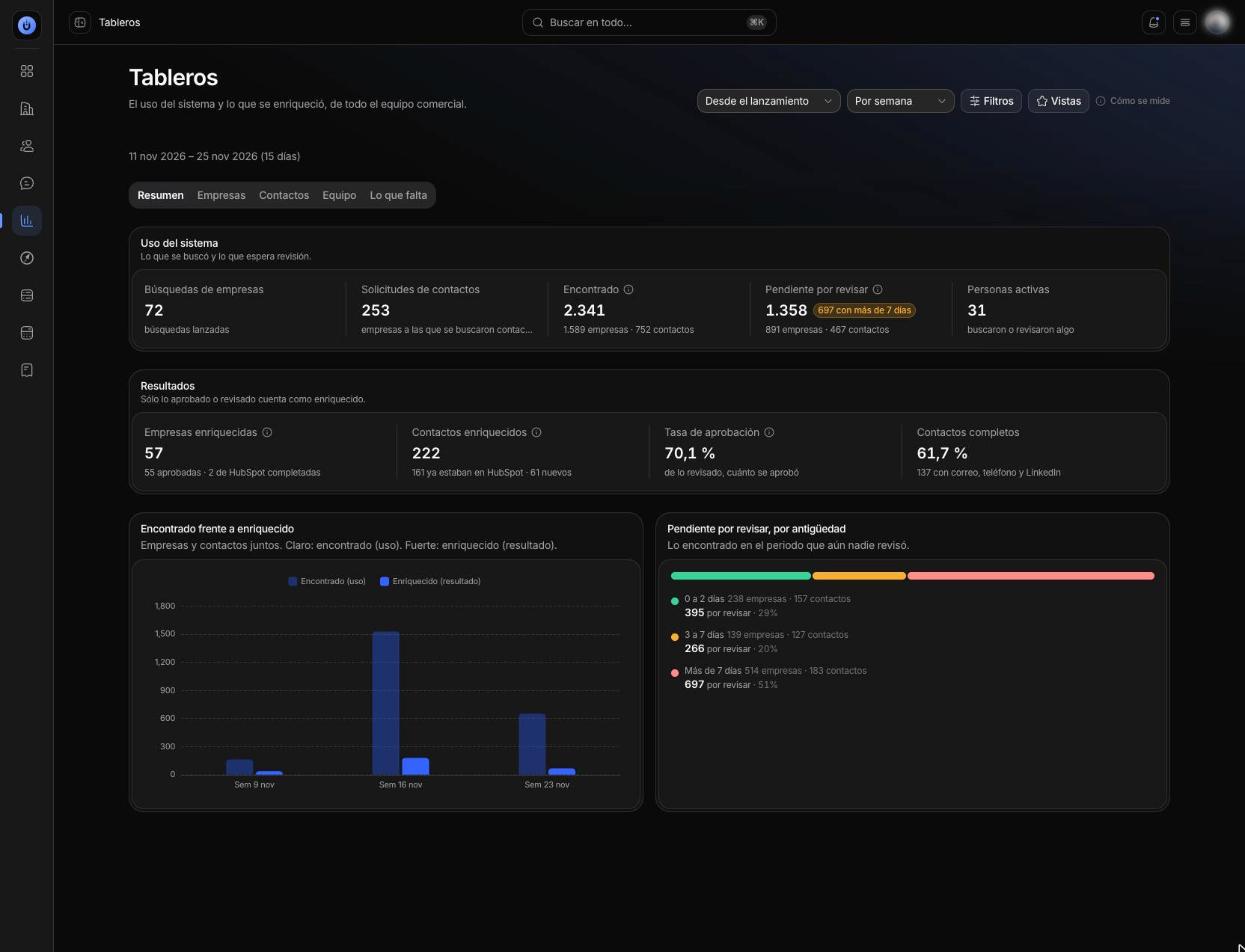 Tableros
Buscar en todo...
⌘K
Tableros
El uso del sistema y lo que se enriqueció, de todo el equipo comercial.
Desde el lanzamiento
Por semana
Filtros
Vistas
Cómo se mide
11 nov 2026 – 25 nov 2026 (15 días)
Resumen Empresas Contactos Equipo Lo que falta
Uso del sistema
Lo que se buscó y lo que espera revisión.
Búsquedas de empresas
72
búsquedas lanzadas
Solicitudes de contactos
253
empresas a las que se buscaron contac...
Encontrado
2.341
1.589 empresas · 752 contactos
Pendiente por revisar
1.358 697 con más de 7 días
891 empresas · 467 contactos
Personas activas
31
buscaron o revisaron algo
Resultados
Sólo lo aprobado o revisado cuenta como enriquecido.
Empresas enriquecidas
57
55 aprobadas · 2 de HubSpot completadas
Contactos enriquecidos
222
161 ya estaban en HubSpot · 61 nuevos
Tasa de aprobación
70,1 %
de lo revisado, cuánto se aprobó
Contactos completos
61,7 %
137 con correo, teléfono y LinkedIn
Encontrado frente a enriquecido
Empresas y contactos juntos. Claro: encontrado (uso). Fuerte: enriquecido (resultado).
Encontrado (uso) Enriquecido (resultado)
1,800
1,500
1,200
900
600
300
0
Sem 9 nov Sem 16 nov Sem 23 nov
Pendiente por revisar, por antigüedad
Lo encontrado en el periodo que aún nadie revisó.
0 a 2 días 238 empresas · 157 contactos
395 por revisar · 29%
3 a 7 días 139 empresas · 127 contactos
266 por revisar · 20%
Más de 7 días 514 empresas · 183 contactos
697 por revisar · 51%